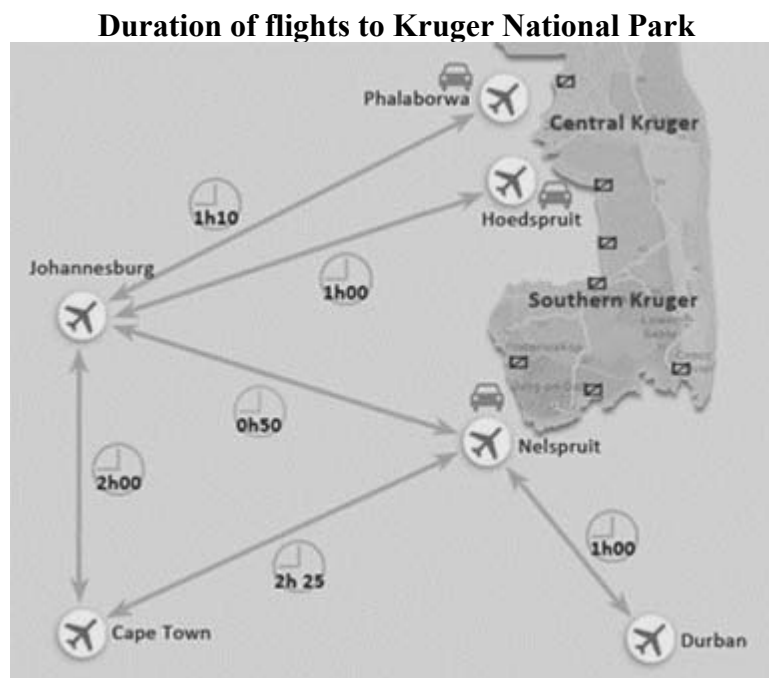 Duration of flights to Kruger National Park
Phalaborwa
Central Kruger
1h10
Hoedspruit
Johannesburg
1h00
Southern Kruger
0h50
Nelspruit
2h00
1h00
2h 25
Cape Town
Durban